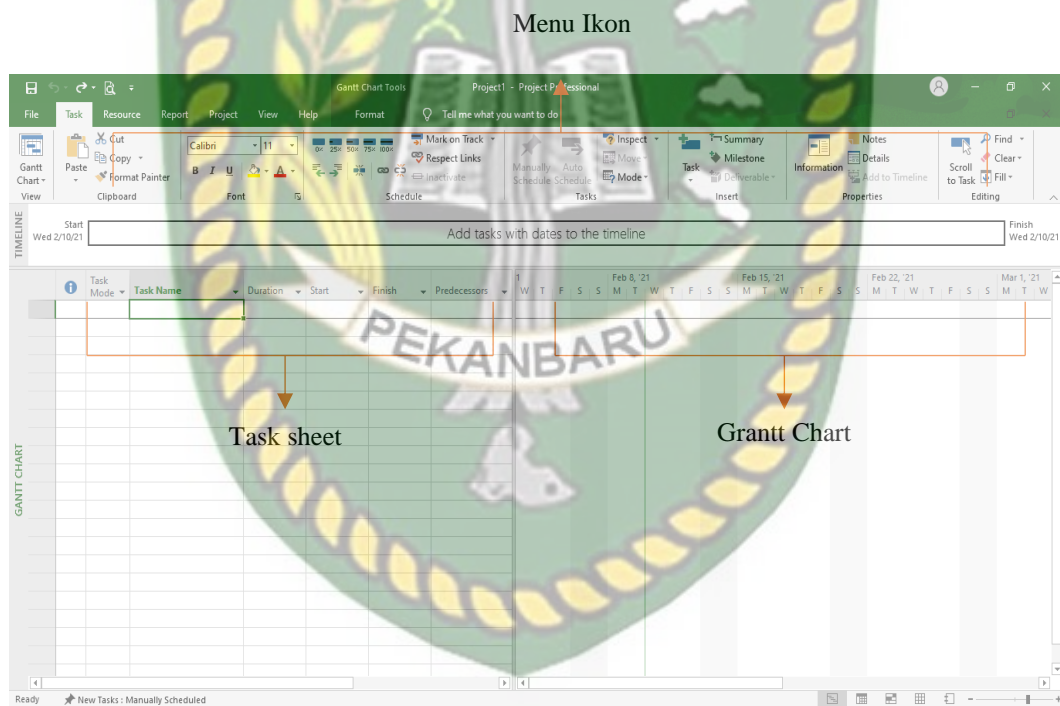 Menu Ikon
Gantt Chart Tools Project1 - Project Professional
File Task Resource Report Project View Help Format Tell me what you want to do
Gantt Chart
View
Paste
Cut
Copy
Format Painter
Clipboard
Calibri 11
B I U A
Font
0× 25× 50× 75× 100×
Mark on Track
Respect Links
Inactivate
Schedule
Manually Schedule
Auto Schedule
Inspect
Move
Mode
Tasks
Task
Summary
Milestone
Deliverable
Insert
Information
Notes
Details
Add to Timeline
Properties
Scroll to Task
Find
Clear
Fill
Editing
TIMELINE
Start
Wed 2/10/21
Add tasks with dates to the timeline
Finish
Wed 2/10/21
Task Mode Task Name Duration Start Finish Predecessors
1 Feb 8, '21 Feb 15, '21 Feb 22, '21 Mar 1, '21
W T F S S M T W T F S S M T W T F S S M T W T F S S M T W
PEKANBARU
Task sheet
Grantt Chart
GANTT CHART
Ready New Tasks : Manually Scheduled